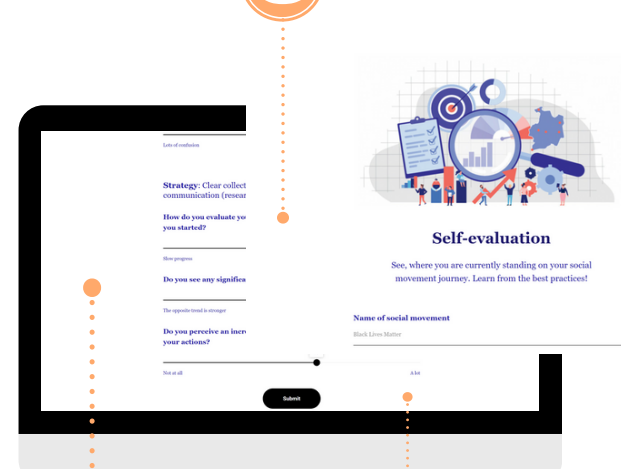 Lots of confusion
Strategy: Clear collect
communication (resear
How do you evaluate yo
you started?
Slow progress
Do you see any significa
The opposite trend is stronger
Do you perceive an incre
your actions?
Not at all
A lot
Submit
Self-evaluation
See, where you are currently standing on your social
movement journey. Learn from the best practices!
Name of social movement
Black Lives Matter